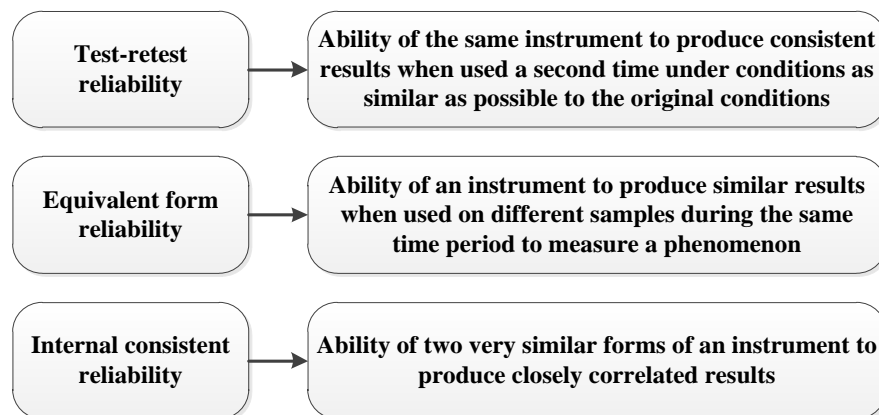 Test-retest
reliability
Ability of the same instrument to produce consistent
results when used a second time under conditions as
similar as possible to the original conditions
Equivalent form
reliability
Ability of an instrument to produce similar results
when used on different samples during the same
time period to measure a phenomenon
Internal consistent
reliability
Ability of two very similar forms of an instrument to
produce closely correlated results